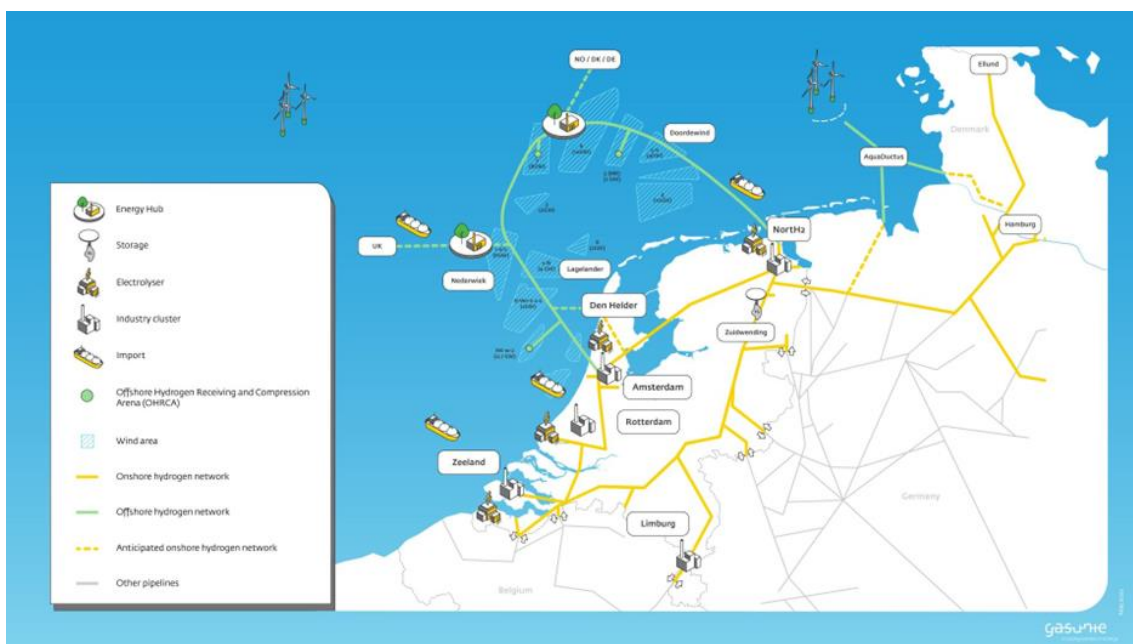 NO / DK / DE
Ellund
Denmark
Doordewind
AquaDuctus
Energy Hub
Hamburg
NortH2
Storage
UK
Nederwiek
Lagelander
Electrolyser
Den Helder
Industry cluster
Zuidwending
Import
Amsterdam
Offshore Hydrogen Receiving and Compression
Arena (OHRCA)
Rotterdam
Wind area
Zeeland
Onshore hydrogen network
Germany
Offshore hydrogen network
Limburg
Anticipated onshore hydrogen network
Other pipelines
Belgium
gasunie